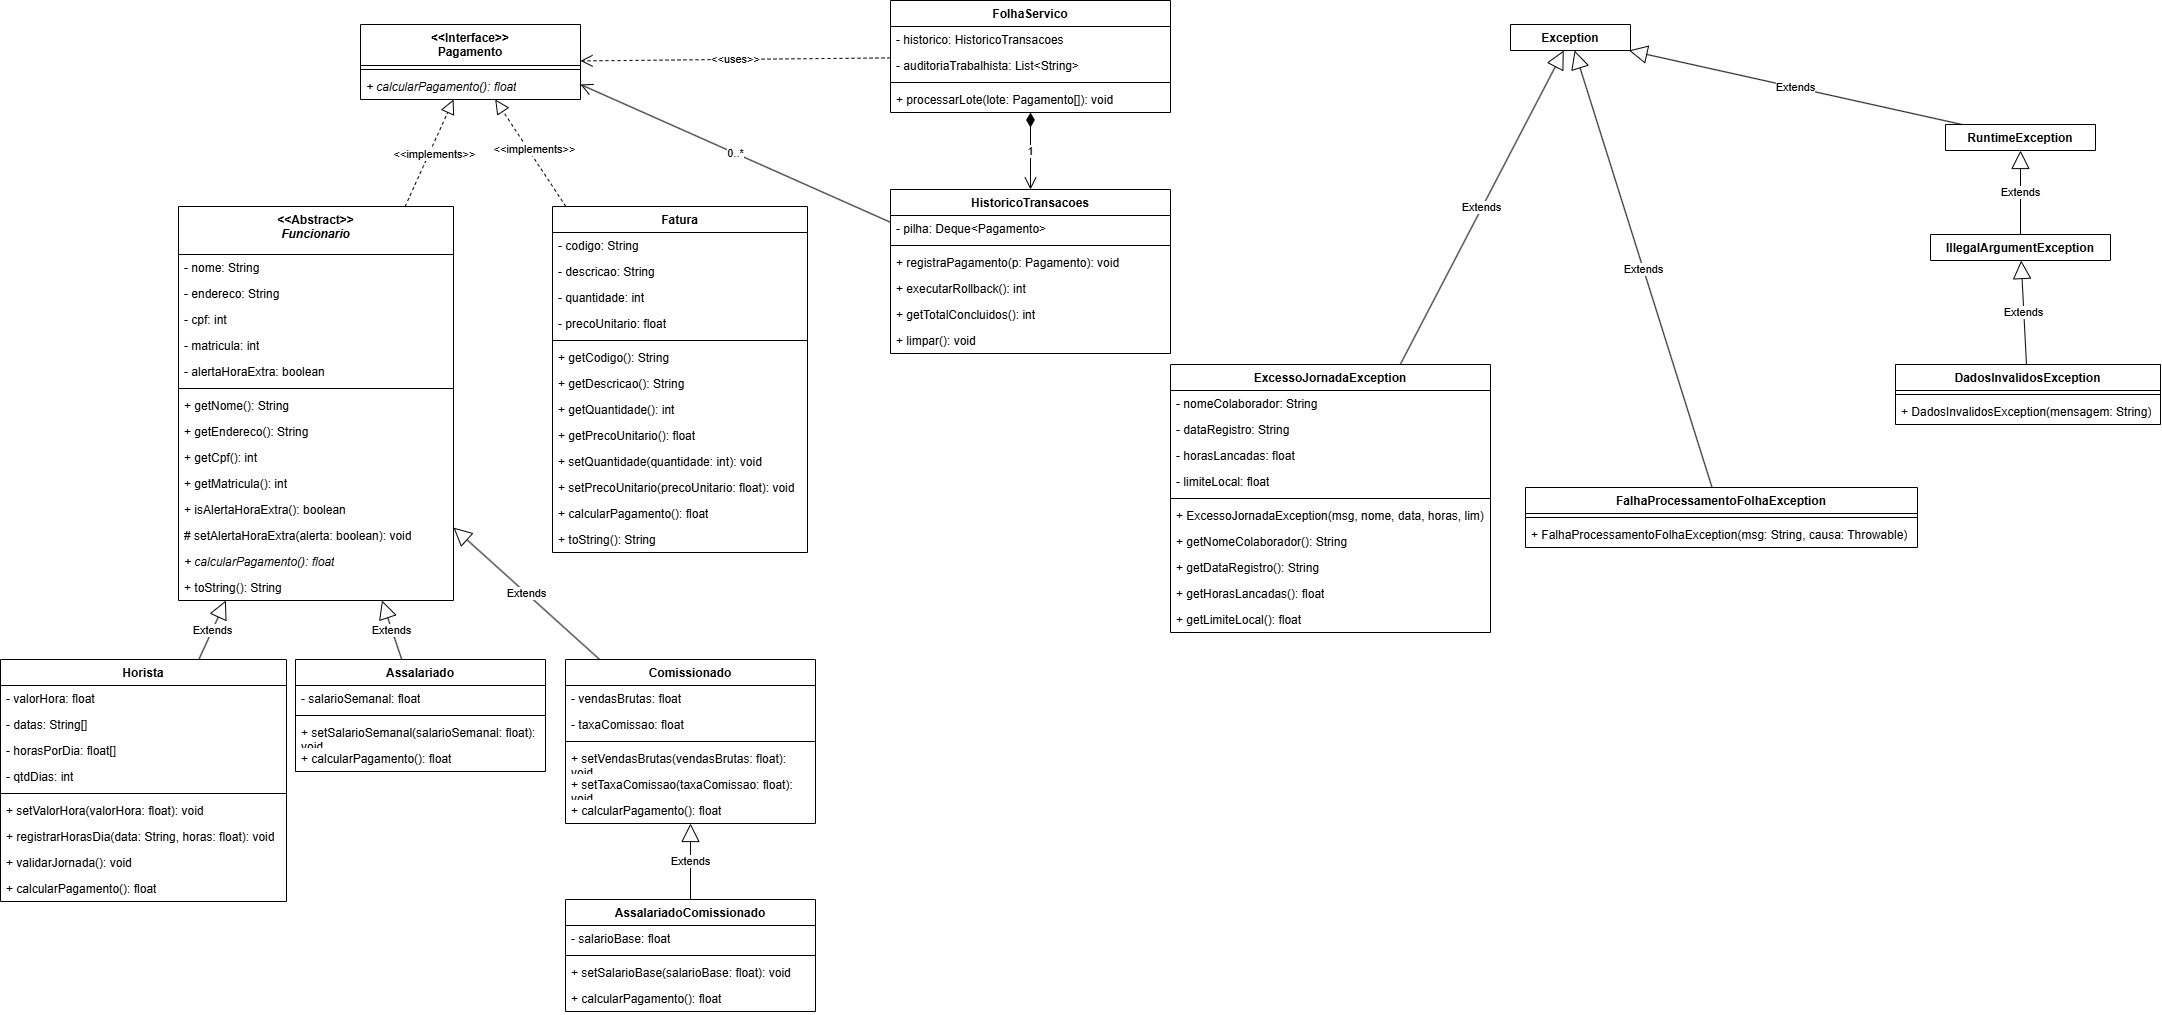 <<Interface>>
Pagamento
+ calcularPagamento(): float
FolhaServico
- historico: HistoricoTransacoes
- auditoriaTrabalhista: List<String>
+ processarLote(lote: Pagamento[]): void
<<uses>>
0..*
1
<<implements>>
<<implements>>
HistoricoTransacoes
- pilha: Deque<Pagamento>
+ registraPagamento(p: Pagamento): void
+ executarRollback(): int
+ getTotalConcluidos(): int
+ limpar(): void
<<Abstract>>
Funcionario
- nome: String
- endereco: String
- cpf: int
- matricula: int
- alertaHoraExtra: boolean
+ getNome(): String
+ getEndereco(): String
+ getCpf(): int
+ getMatricula(): int
+ isAlertaHoraExtra(): boolean
# setAlertaHoraExtra(alerta: boolean): void
+ calcularPagamento(): float
+ toString(): String
Fatura
- codigo: String
- descricao: String
- quantidade: int
- precoUnitario: float
+ getCodigo(): String
+ getDescricao(): String
+ getQuantidade(): int
+ getPrecoUnitario(): float
+ setQuantidade(quantidade: int): void
+ setPrecoUnitario(precoUnitario: float): void
+ calcularPagamento(): float
+ toString(): String
Extends
Extends
Extends
Horista
- valorHora: float
- datas: String[]
- horasPorDia: float[]
- qtdDias: int
+ setValorHora(valorHora: float): void
+ registrarHorasDia(data: String, horas: float): void
+ validarJornada(): void
+ calcularPagamento(): float
Assalariado
- salarioSemanal: float
+ setSalarioSemanal(salarioSemanal: float):
void
+ calcularPagamento(): float
Comissionado
- vendasBrutas: float
- taxaComissao: float
+ setVendasBrutas(vendasBrutas: float):
void
+ setTaxaComissao(taxaComissao: float):
void
+ calcularPagamento(): float
Extends
AssalariadoComissionado
- salarioBase: float
+ setSalarioBase(salarioBase: float): void
+ calcularPagamento(): float
Exception
Extends
RuntimeException
Extends
IllegalArgumentException
Extends
DadosInvalidosException
+ DadosInvalidosException(mensagem: String)
Extends
Extends
ExcessoJornadaException
- nomeColaborador: String
- dataRegistro: String
- horasLancadas: float
- limiteLocal: float
+ ExcessoJornadaException(msg, nome, data, horas, lim)
+ getNomeColaborador(): String
+ getDataRegistro(): String
+ getHorasLancadas(): float
+ getLimiteLocal(): float
FalhaProcessamentoFolhaException
+ FalhaProcessamentoFolhaException(msg: String, causa: Throwable)